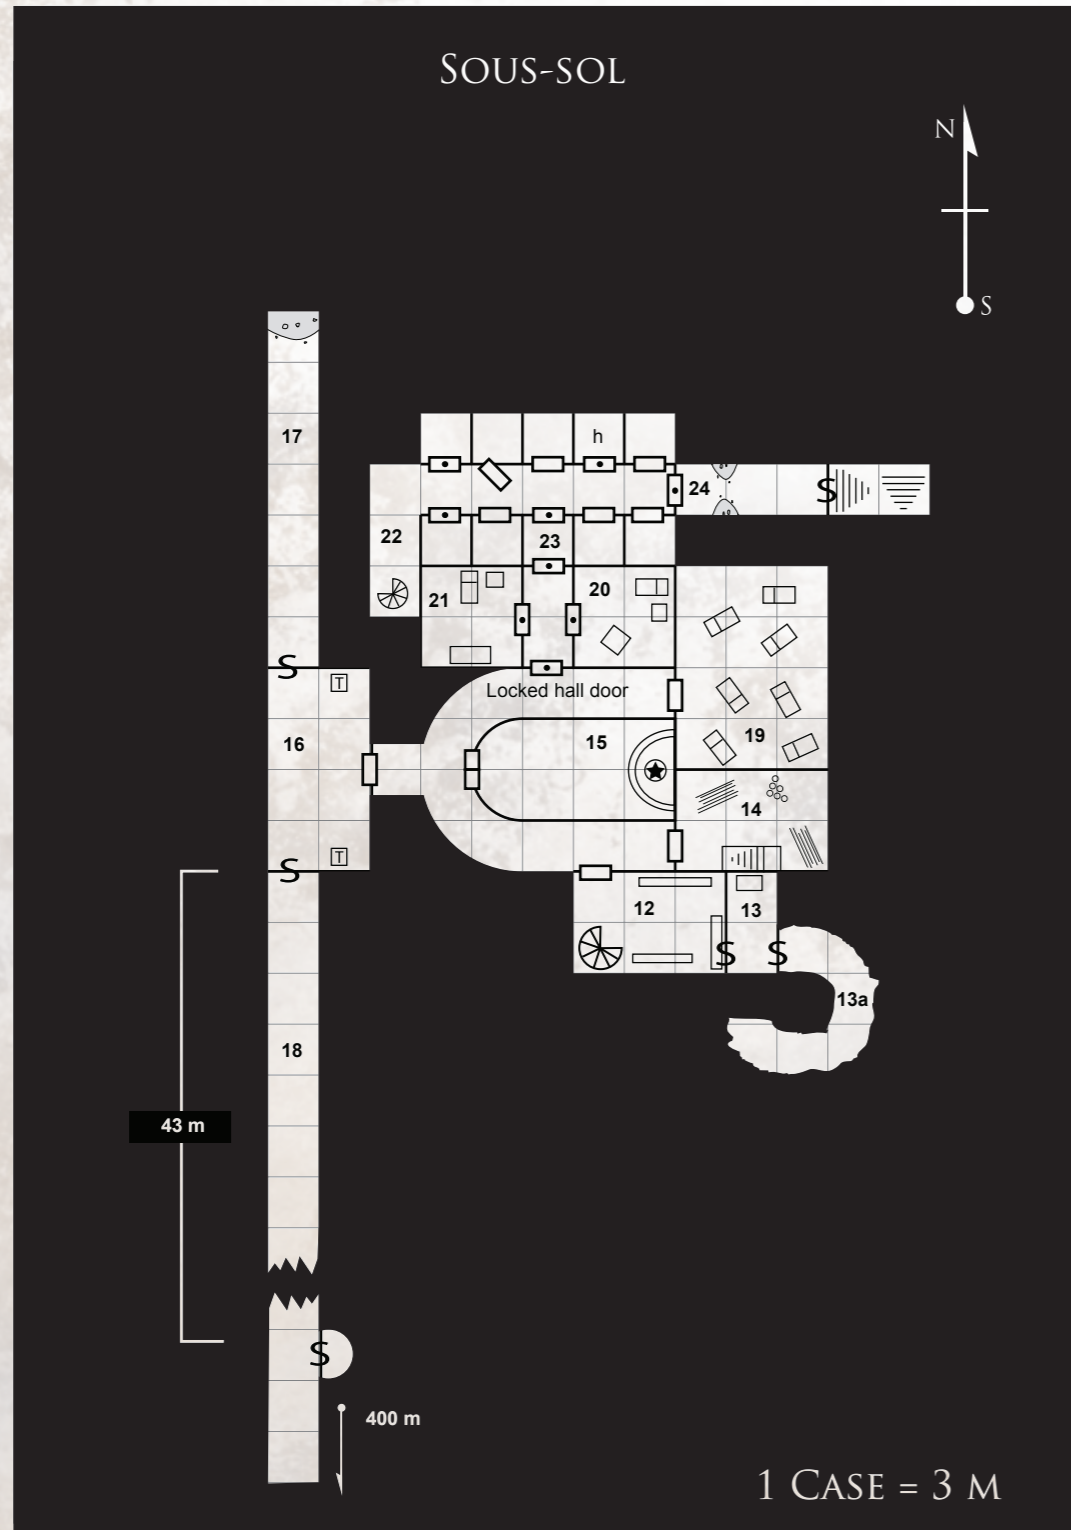 Sous-sol
N
S
17
h
24
S
22
23
21
20
S
T
Locked hall door
16
15
19
14
S
T
12
13
S
S
13a
18
43 m
S
400 m
1 Case = 3 m